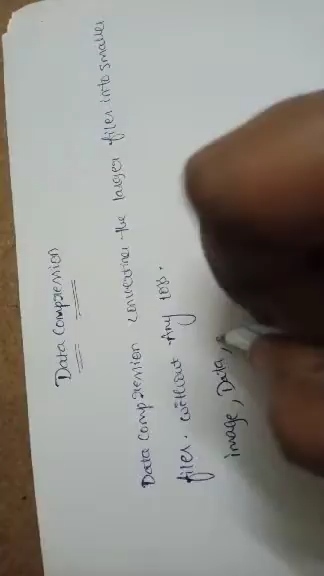 Data Compression
Data Compression converting the larger files into smaller
files. without Any loss.
image, Data,